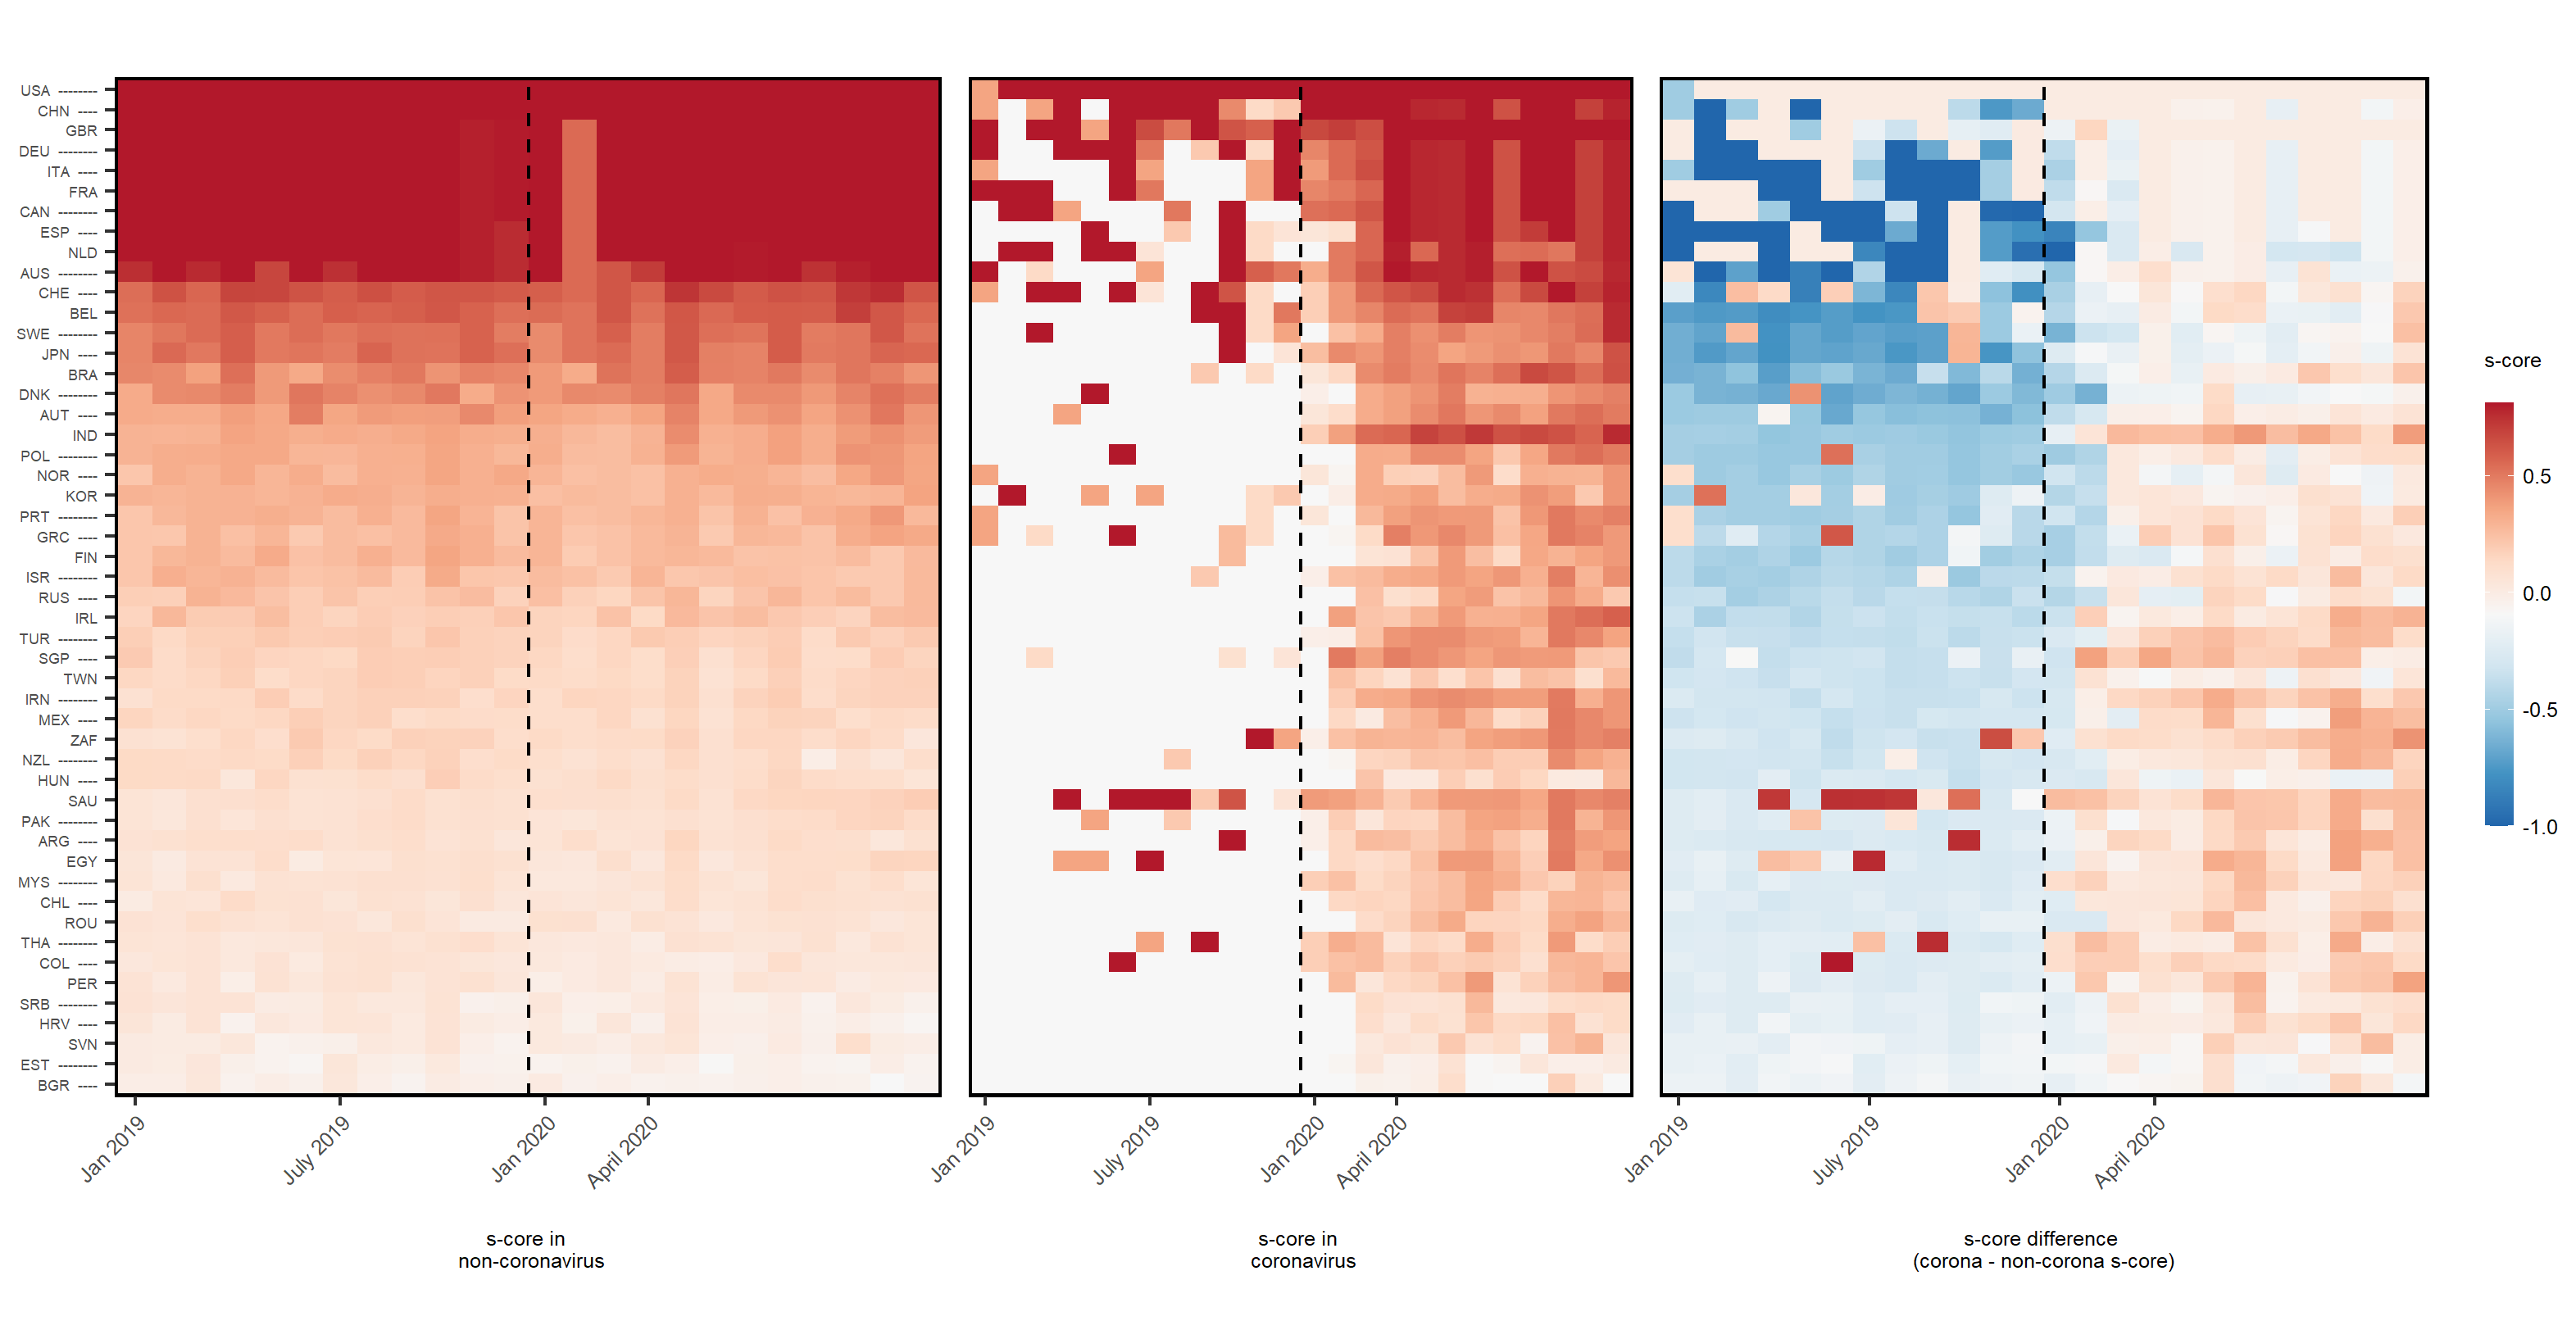 USA --------
CHN ----
GBR
DEU --------
ITA ----
FRA
CAN --------
ESP ----
NLD
AUS --------
CHE ----
BEL
SWE --------
JPN ----
BRA
DNK --------
AUT ----
IND
POL --------
NOR ----
KOR
PRT --------
GRC ----
FIN
ISR --------
RUS ----
IRL
TUR --------
SGP ----
TWN
IRN --------
MEX ----
ZAF
NZL --------
HUN ----
SAU
PAK --------
ARG ----
EGY
MYS --------
CHL ----
ROU
THA --------
COL ----
PER
SRB --------
HRV ----
SVN
EST --------
BGR ----
Jan 2019
July 2019
Jan 2020
April 2020
s-core in
non-coronavirus
Jan 2019
July 2019
Jan 2020
April 2020
s-core in
coronavirus
Jan 2019
July 2019
Jan 2020
April 2020
s-core difference
(corona - non-corona s-core)
s-core
0.5
0.0
-0.5
-1.0